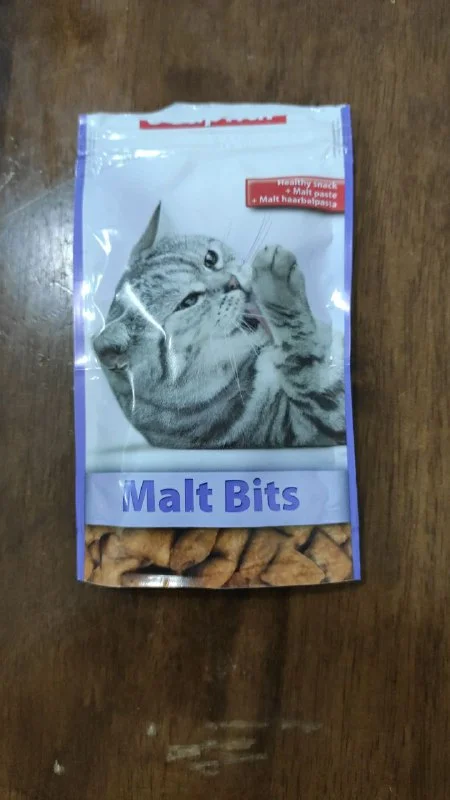 Healthy snack
+ Malt paste
+ Malt haarbalpasta
Malt Bits